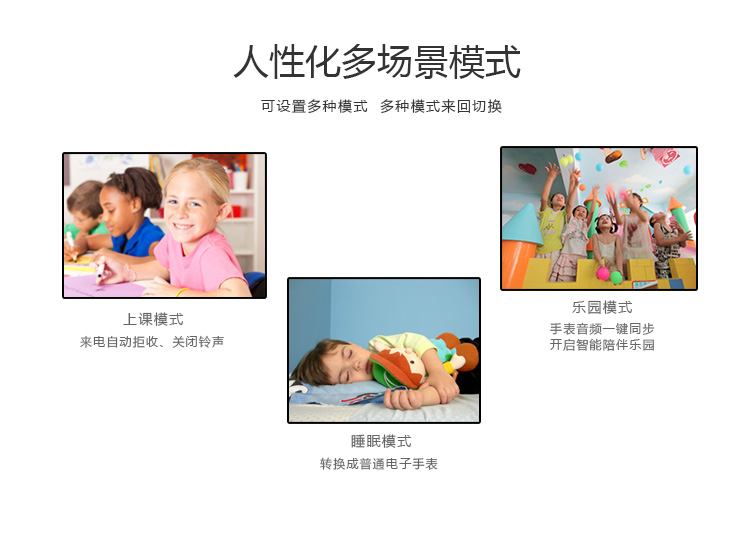 人性化多场景模式
可设置多种模式 多种模式来回切换
上课模式
来电自动拒收、关闭铃声
睡眠模式
转换成普通电子手表
乐园模式
手表音频一键同步
开启智能陪伴乐园